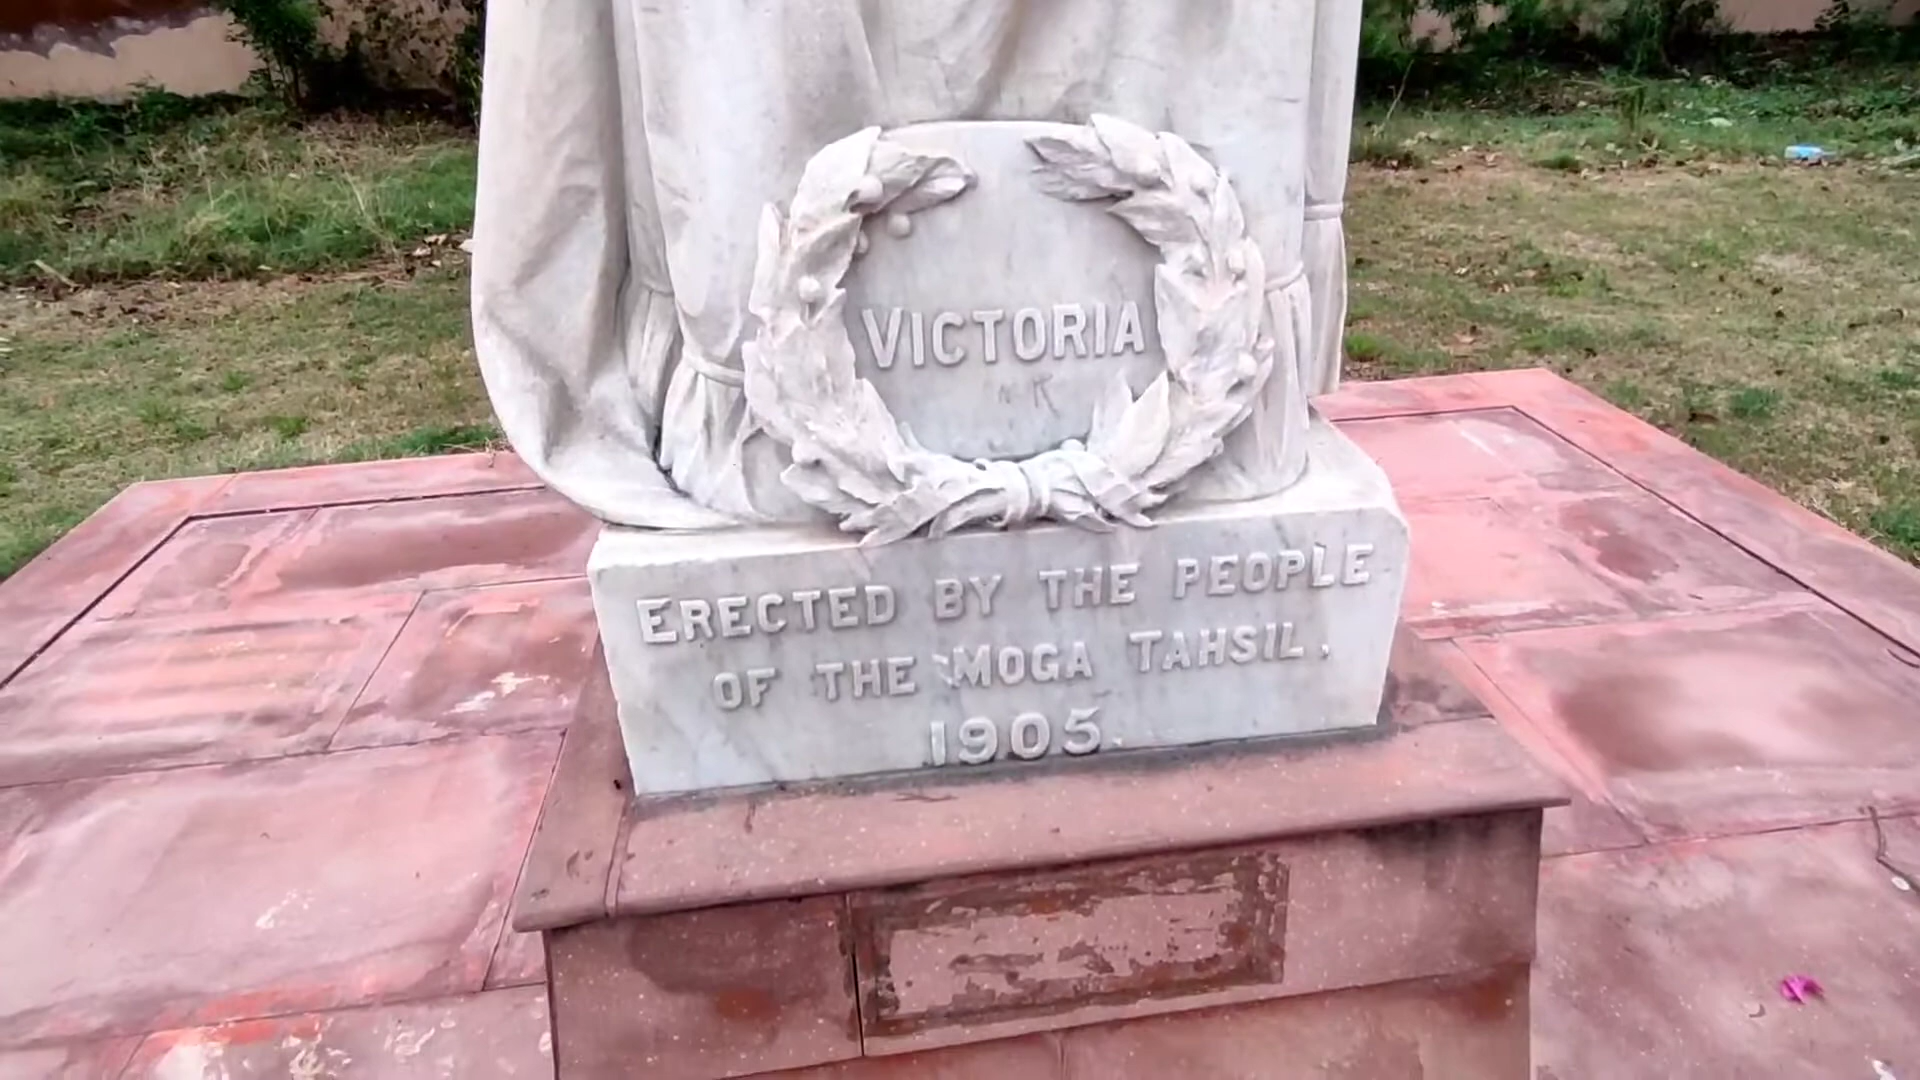 VICTORIA
ERECTED BY THE PEOPLE
OF THE MOGA TAHSIL.
1905.